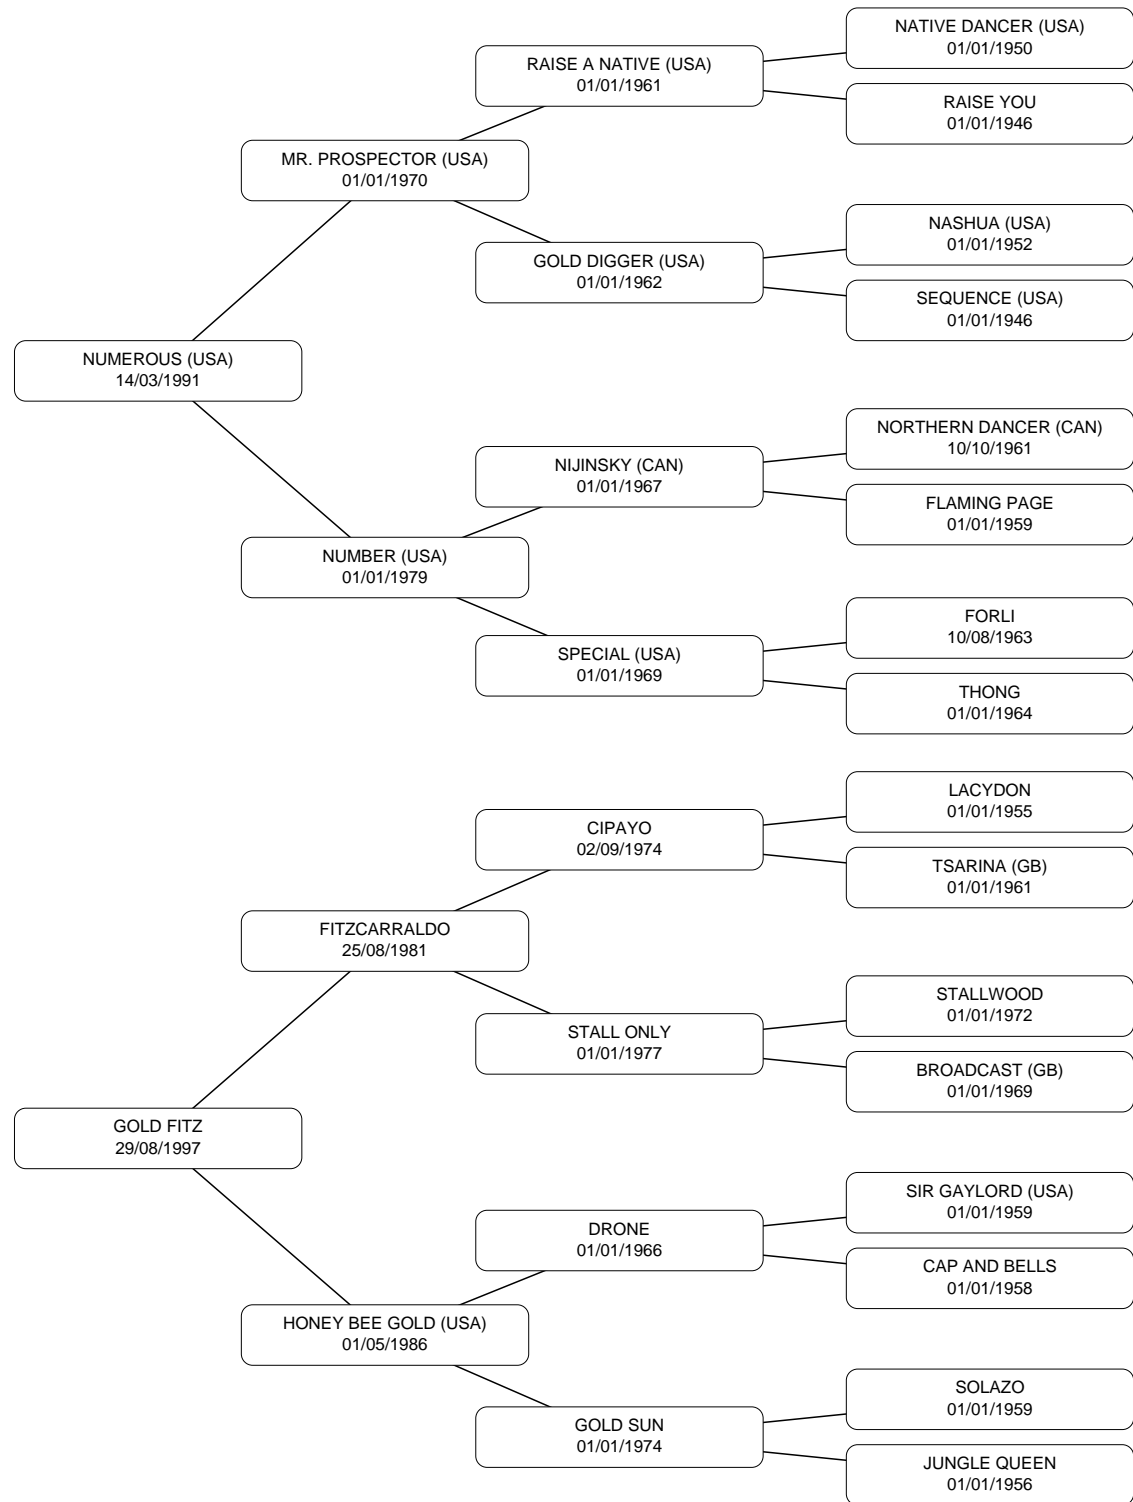 NATIVE DANCER (USA)
01/01/1950
RAISE A NATIVE (USA)
01/01/1961
RAISE YOU
01/01/1946
MR. PROSPECTOR (USA)
01/01/1970
NASHUA (USA)
01/01/1952
GOLD DIGGER (USA)
01/01/1962
SEQUENCE (USA)
01/01/1946
NUMEROUS (USA)
14/03/1991
NORTHERN DANCER (CAN)
10/10/1961
NIJINSKY (CAN)
01/01/1967
FLAMING PAGE
01/01/1959
NUMBER (USA)
01/01/1979
FORLI
10/08/1963
SPECIAL (USA)
01/01/1969
THONG
01/01/1964
LACYDON
01/01/1955
CIPAYO
02/09/1974
TSARINA (GB)
01/01/1961
FITZCARRALDO
25/08/1981
STALLWOOD
01/01/1972
STALL ONLY
01/01/1977
BROADCAST (GB)
01/01/1969
GOLD FITZ
29/08/1997
SIR GAYLORD (USA)
01/01/1959
DRONE
01/01/1966
CAP AND BELLS
01/01/1958
HONEY BEE GOLD (USA)
01/05/1986
SOLAZO
01/01/1959
GOLD SUN
01/01/1974
JUNGLE QUEEN
01/01/1956